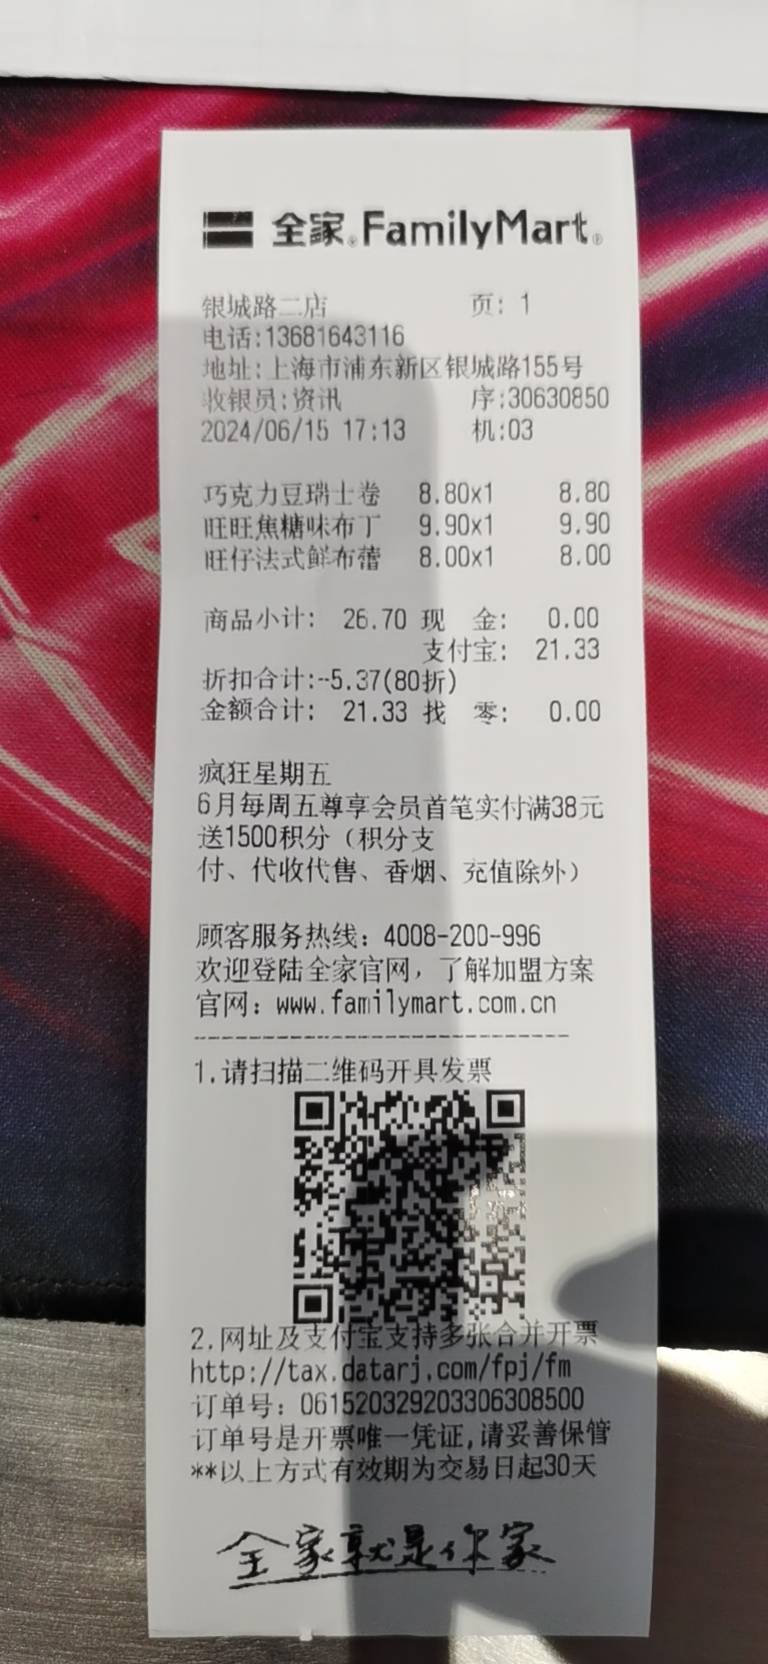 全家®FamilyMart®
银城路二店 页: 1
电话:13681643116
地址:上海市浦东新区银城路155号
收银员:资讯 序:30630850
2024/06/15 17:13 机:03
巧克力豆瑞士卷 8.80x1 8.80
旺旺焦糖味布丁 9.90x1 9.90
旺仔法式鲜布蕾 8.00x1 8.00
商品小计: 26.70 现 金: 0.00
支付宝: 21.33
折扣合计:-5.37(80折)
金额合计: 21.33 找 零: 0.00
疯狂星期五
6月每周五尊享会员首笔实付满38元
送1500积分（积分支
付、代收代售、香烟、充值除外）
顾客服务热线：4008-200-996
欢迎登陆全家官网，了解加盟方案
官网：www.familymart.com.cn
1.请扫描二维码开具发票
2.网址及支付宝支持多张合并开票
http://tax.datarj.com/fpj/fm
订单号：061520329203306308500
订单号是开票唯一凭证,请妥善保管
**以上方式有效期为交易日起30天
全家就是你家